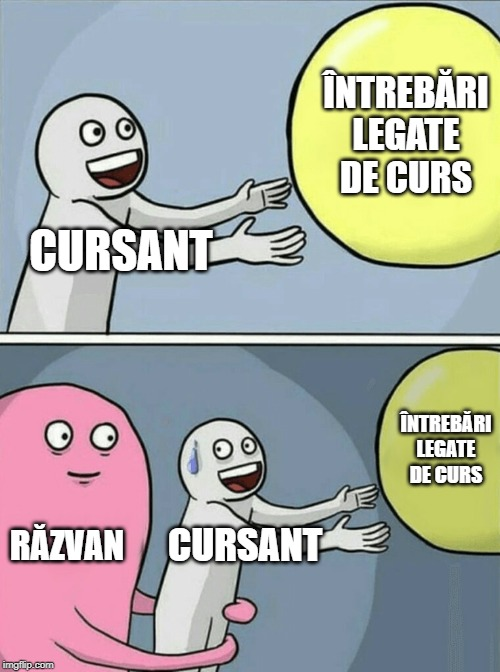 ÎNTREBĂRI
LEGATE
DE CURS
CURSANT
ÎNTREBĂRI
LEGATE
DE CURS
RĂZVAN
CURSANT
imgflip.com